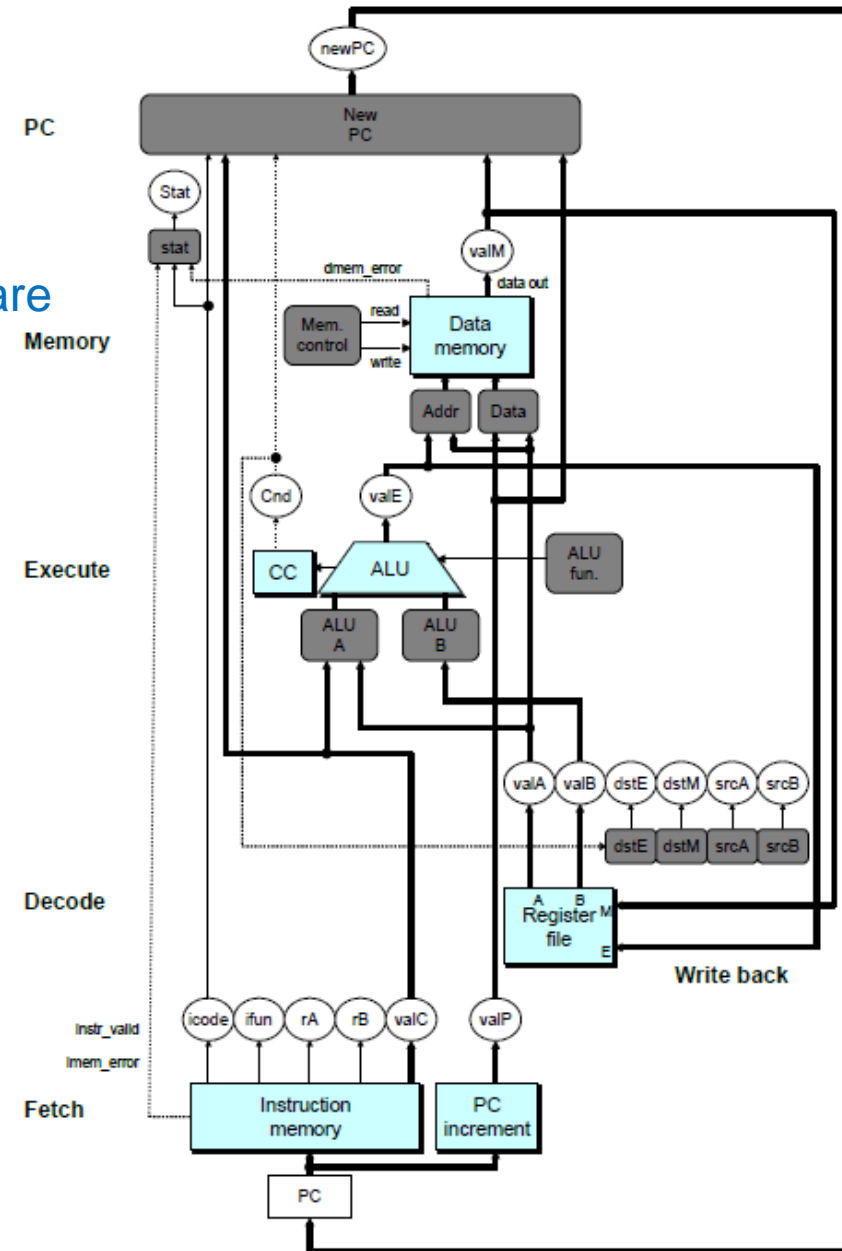 newPC
PC
New
PC
Stat
stat
valM
dmem_error
data out
are
Memory
Mem.
control
read
write
Data
memory
Addr
Data
Cnd
valE
Execute
CC
ALU
ALU
fun.
ALU
A
ALU
B
valA
valB
dstE
dstM
srcA
srcB
dstE
dstM
srcA
srcB
Decode
A
B
Register
file
M
E
Write back
Instr_valid
icode
ifun
rA
rB
valC
valP
Imem_error
Fetch
Instruction
memory
PC
increment
PC